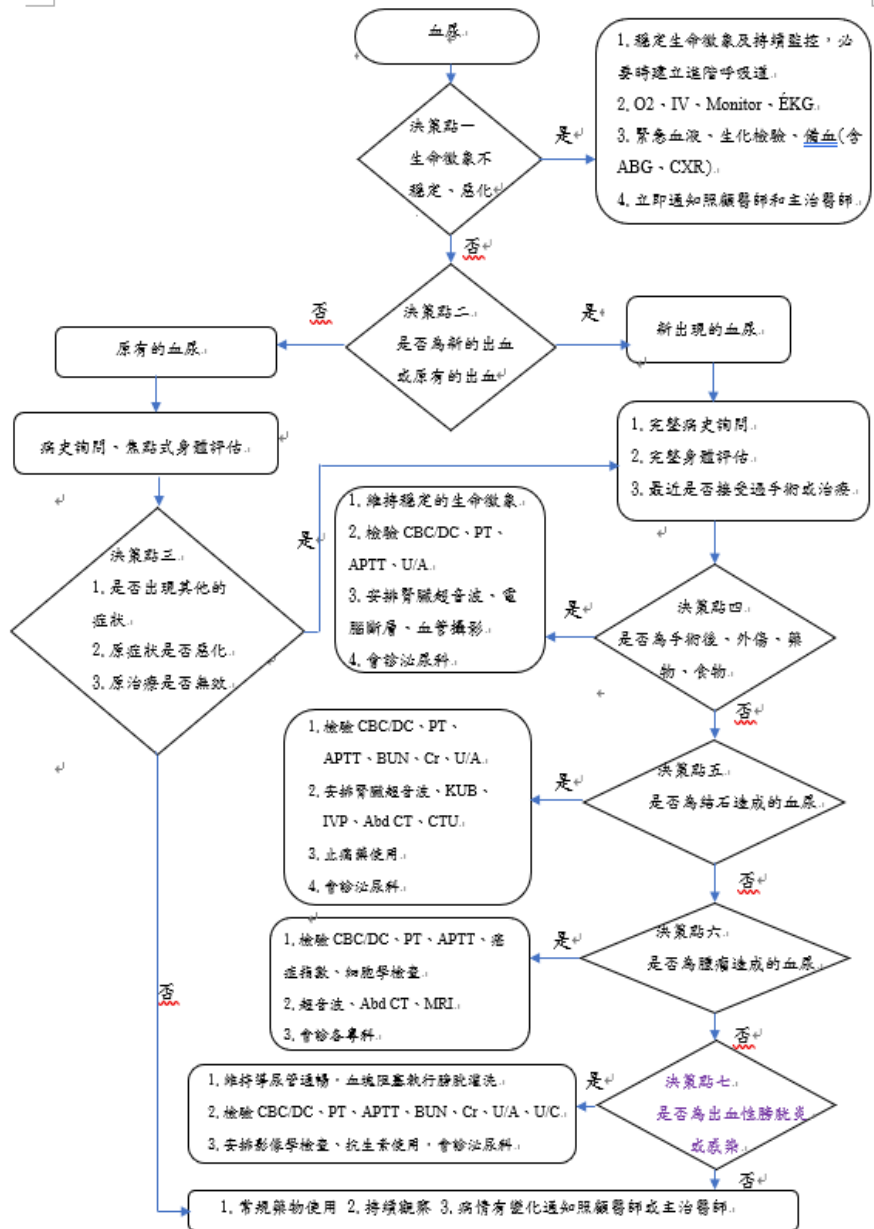 血尿
決策點一
生命徵象不
穩定、惡化
是
1. 穩定生命徵象及持續監控，必
要時建立進階呼吸道
2. O2、IV、Monitor、ÉKG
3. 緊急血液、生化檢驗、備血(含
ABG、CXR)
4. 立即通知照顧醫師和主治醫師
否
決策點二
是否為新的出血
或原有的出血
否
是
原有的血尿
新出現的血尿
病史詢問、焦點式身體評估
1. 完整病史詢問
2. 完整身體評估
3. 最近是否接受過手術或治療
決策點三
1. 是否出現其他的
症狀
2. 原症狀是否惡化
3. 原治療是否無效
是
否
1. 維持穩定的生命徵象
2. 檢驗 CBC/DC、PT、
APTT、U/A
3. 安排腎臟超音波、電
腦斷層、血管攝影
4. 會診泌尿科
是
決策點四
是否為手術後、外傷、藥
物、食物
否
1. 檢驗 CBC/DC、PT、
APTT、BUN、Cr、U/A
2. 安排腎臟超音波、KUB、
IVP、Abd CT、CTU
3. 止痛藥使用
4. 會診泌尿科
是
決策點五
是否為結石造成的血尿
否
1. 檢驗 CBC/DC、PT、APTT、癌
症指數、細胞學檢查
2. 超音波、Abd CT、MRI
3. 會診各專科
是
決策點六
是否為腫瘤造成的血尿
否
1. 維持導尿管通暢，血塊阻塞執行膀胱灌洗
2. 檢驗 CBC/DC、PT、APTT、BUN、Cr、U/A、U/C
3. 安排影像學檢查、抗生素使用，會診泌尿科
是
決策點七
是否為出血性膀胱炎
或感染
否
1. 常規藥物使用 2. 持續觀察 3. 病情有變化通知照顧醫師或主治醫師